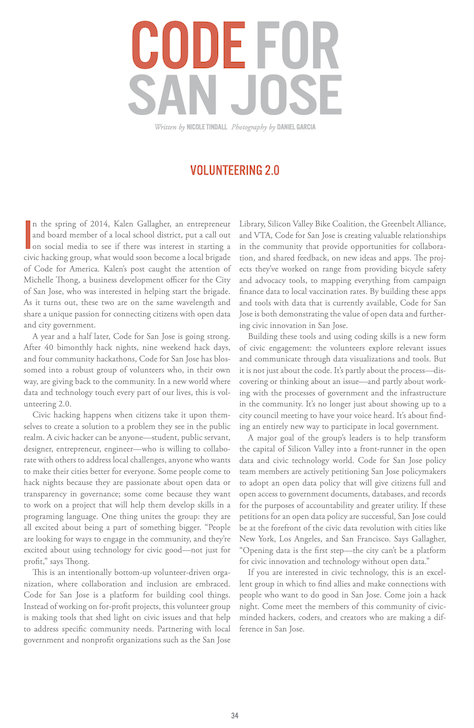 CODE FOR
SAN JOSE
Written by NICOLE TINDALL Photography by DANIEL GARCIA
VOLUNTEERING 2.0
In the spring of 2014, Kalen Gallagher, an entrepreneur
and board member of a local school district, put a call out
on social media to see if there was interest in starting a
civic hacking group, what would soon become a local brigade
of Code for America. Kalen's post caught the attention of
Michelle Thong, a business development officer for the City
of San Jose, who was interested in helping start the brigade.
As it turns out, these two are on the same wavelength and
share a unique passion for connecting citizens with open data
and city government.
A year and a half later, Code for San Jose is going strong.
After 40 bimonthly hack nights, nine weekend hack days,
and four community hackathons, Code for San Jose has blos-
somed into a robust group of volunteers who, in their own
way, are giving back to the community. In a new world where
data and technology touch every part of our lives, this is vol-
unteering 2.0.
Civic hacking happens when citizens take it upon them-
selves to create a solution to a problem they see in the public
realm. A civic hacker can be anyone—student, public servant,
designer, entrepreneur, engineer—who is willing to collabo-
rate with others to address local challenges, anyone who wants
to make their cities better for everyone. Some people come to
hack nights because they are passionate about open data or
transparency in governance; some come because they want
to work on a project that will help them develop skills in a
programing language. One thing unites the group: they are
all excited about being a part of something bigger. "People
are looking for ways to engage in the community, and they're
excited about using technology for civic good—not just for
profit," says Thong.
This is an intentionally bottom-up volunteer-driven orga-
nization, where collaboration and inclusion are embraced.
Code for San Jose is a platform for building cool things.
Instead of working on for-profit projects, this volunteer group
is making tools that shed light on civic issues and that help
to address specific community needs. Partnering with local
government and nonprofit organizations such as the San Jose
Library, Silicon Valley Bike Coalition, the Greenbelt Alliance,
and VTA, Code for San Jose is creating valuable relationships
in the community that provide opportunities for collabora-
tion, and shared feedback, on new ideas and apps. The proj-
ects they've worked on range from providing bicycle safety
and advocacy tools, to mapping everything from campaign
finance data to local vaccination rates. By building these apps
and tools with data that is currently available, Code for San
Jose is both demonstrating the value of open data and further-
ing civic innovation in San Jose.
Building these tools and using coding skills is a new form
of civic engagement: the volunteers explore relevant issues
and communicate through data visualizations and tools. But
it is not just about the code. It's partly about the process—dis-
covering or thinking about an issue—and partly about work-
ing with the processes of government and the infrastructure
in the community. It's no longer just about showing up to a
city council meeting to have your voice heard. It's about find-
ing an entirely new way to participate in local government.
A major goal of the group's leaders is to help transform
the capital of Silicon Valley into a front-runner in the open
data and civic technology world. Code for San Jose policy
team members are actively petitioning San Jose policymakers
to adopt an open data policy that will give citizens full and
open access to government documents, databases, and records
for the purposes of accountability and greater utility. If these
petitions for an open data policy are successful, San Jose could
be at the forefront of the civic data revolution with cities like
New York, Los Angeles, and San Francisco. Says Gallagher,
"Opening data is the first step—the city can't be a platform
for civic innovation and technology without open data."
If you are interested in civic technology, this is an excel-
lent group in which to find allies and make connections with
people who want to do good in San Jose. Come join a hack
night. Come meet the members of this community of civic-
minded hackers, coders, and creators who are making a dif-
ference in San Jose.
34